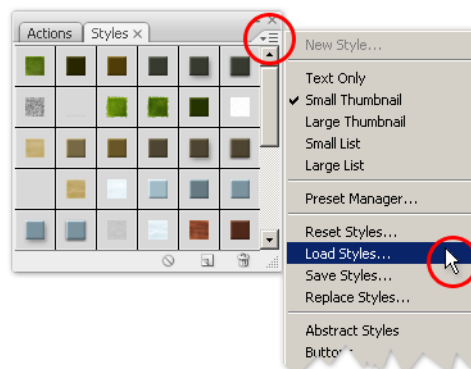 Actions Styles ×
New Style...
Text Only
Small Thumbnail
Large Thumbnail
Small List
Large List
Preset Manager...
Reset Styles...
Load Styles...
Save Styles...
Replace Styles...
Abstract Styles